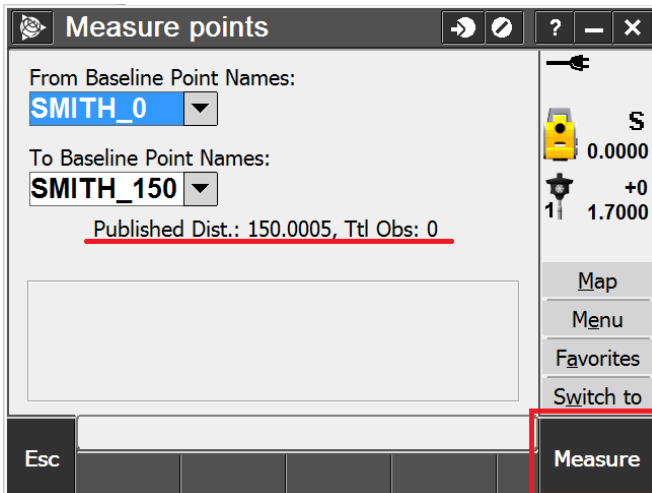 Measure points
?
From Baseline Point Names:
SMITH_0
To Baseline Point Names:
SMITH_150
Published Dist.: 150.0005, Ttl Obs: 0
S
0.0000
+0
1 1.7000
Map
Menu
Favorites
Switch to
Esc
Measure